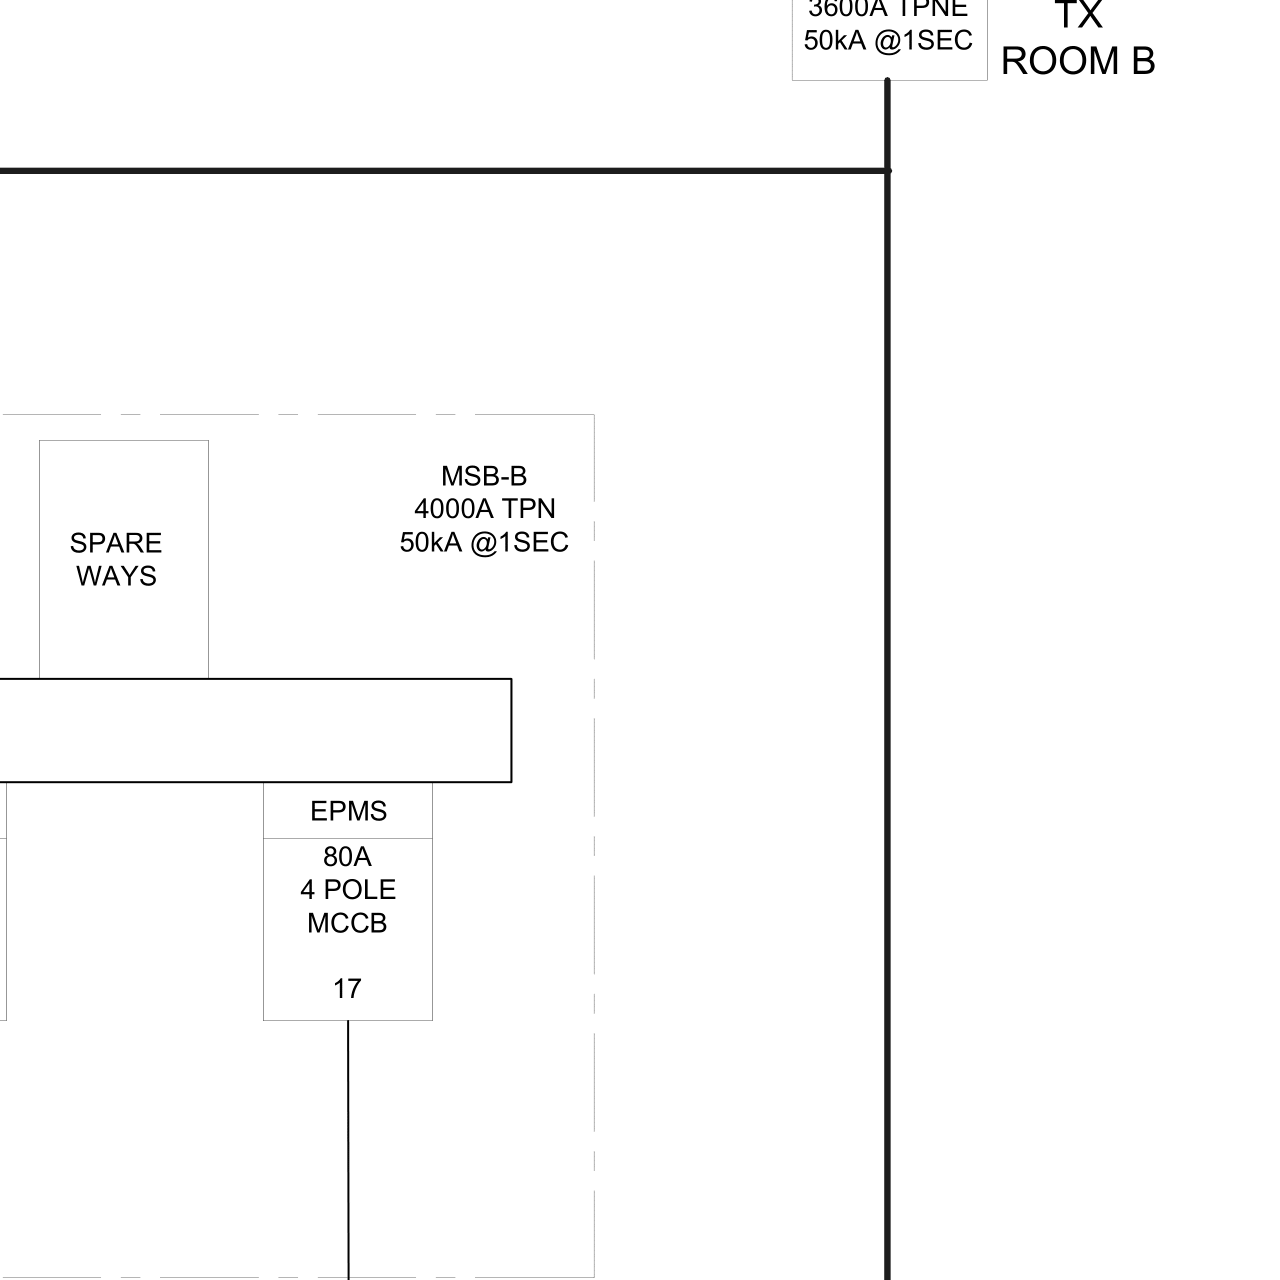 3600A TPNE
50kA @1SEC
TX
ROOM B
MSB-B
4000A TPN
50kA @1SEC
SPARE
WAYS
EPMS
80A
4 POLE
MCCB
17